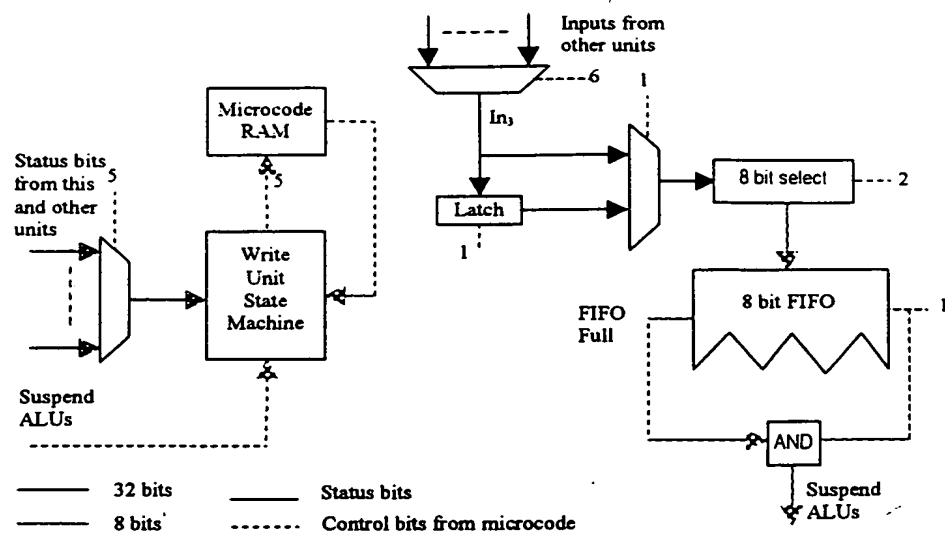 Inputs from
other units
6
1
Microcode
RAM
In3
Status bits
from this
and other
units
5
5
8 bit select
2
Latch
1
Write
Unit
State
Machine
8 bit FIFO
1
FIFO
Full
Suspend
ALUs
AND
Suspend
ALUs
32 bits
Status bits
8 bits
Control bits from microcode